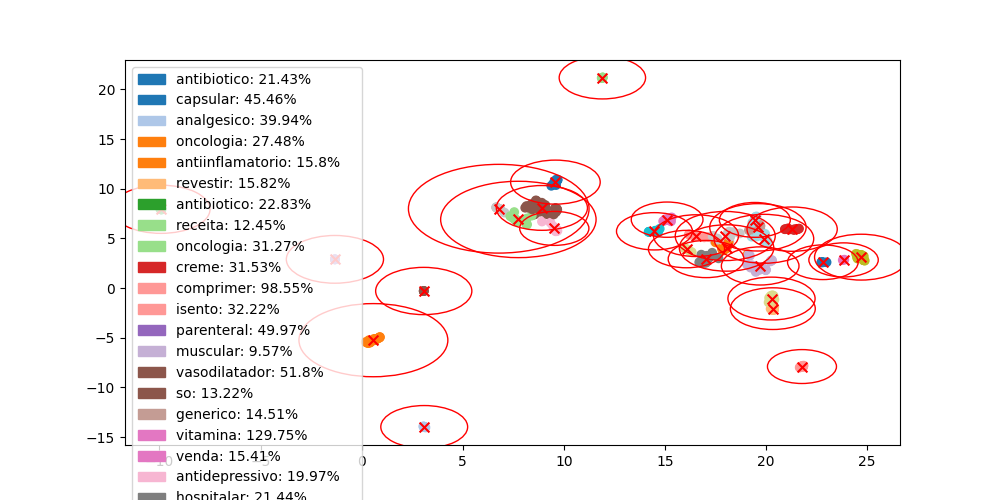 antibiotico: 21.43%
capsular: 45.46%
analgesico: 39.94%
oncologia: 27.48%
antiinflamatorio: 15.8%
revestir: 15.82%
antibiotico: 22.83%
receita: 12.45%
oncologia: 31.27%
creme: 31.53%
comprimer: 98.55%
isento: 32.22%
parenteral: 49.97%
muscular: 9.57%
vasodilatador: 51.8%
so: 13.22%
generico: 14.51%
vitamina: 129.75%
venda: 15.41%
antidepressivo: 19.97%
hospitalar: 21.44%
20
15
10
5
0
−5
−10
−15
−10 −5 0 5 10 15 20 25